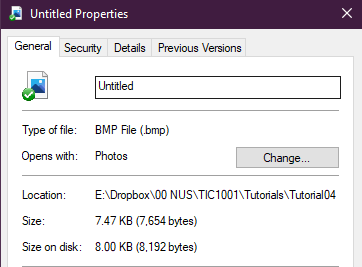 Untitled Properties
General Security Details Previous Versions
Untitled
Type of file: BMP File (.bmp)
Opens with: Photos Change...
Location: E:\Dropbox\00 NUS\TIC1001\Tutorials\Tutorial04
Size: 7.47 KB (7,654 bytes)
Size on disk: 8.00 KB (8,192 bytes)